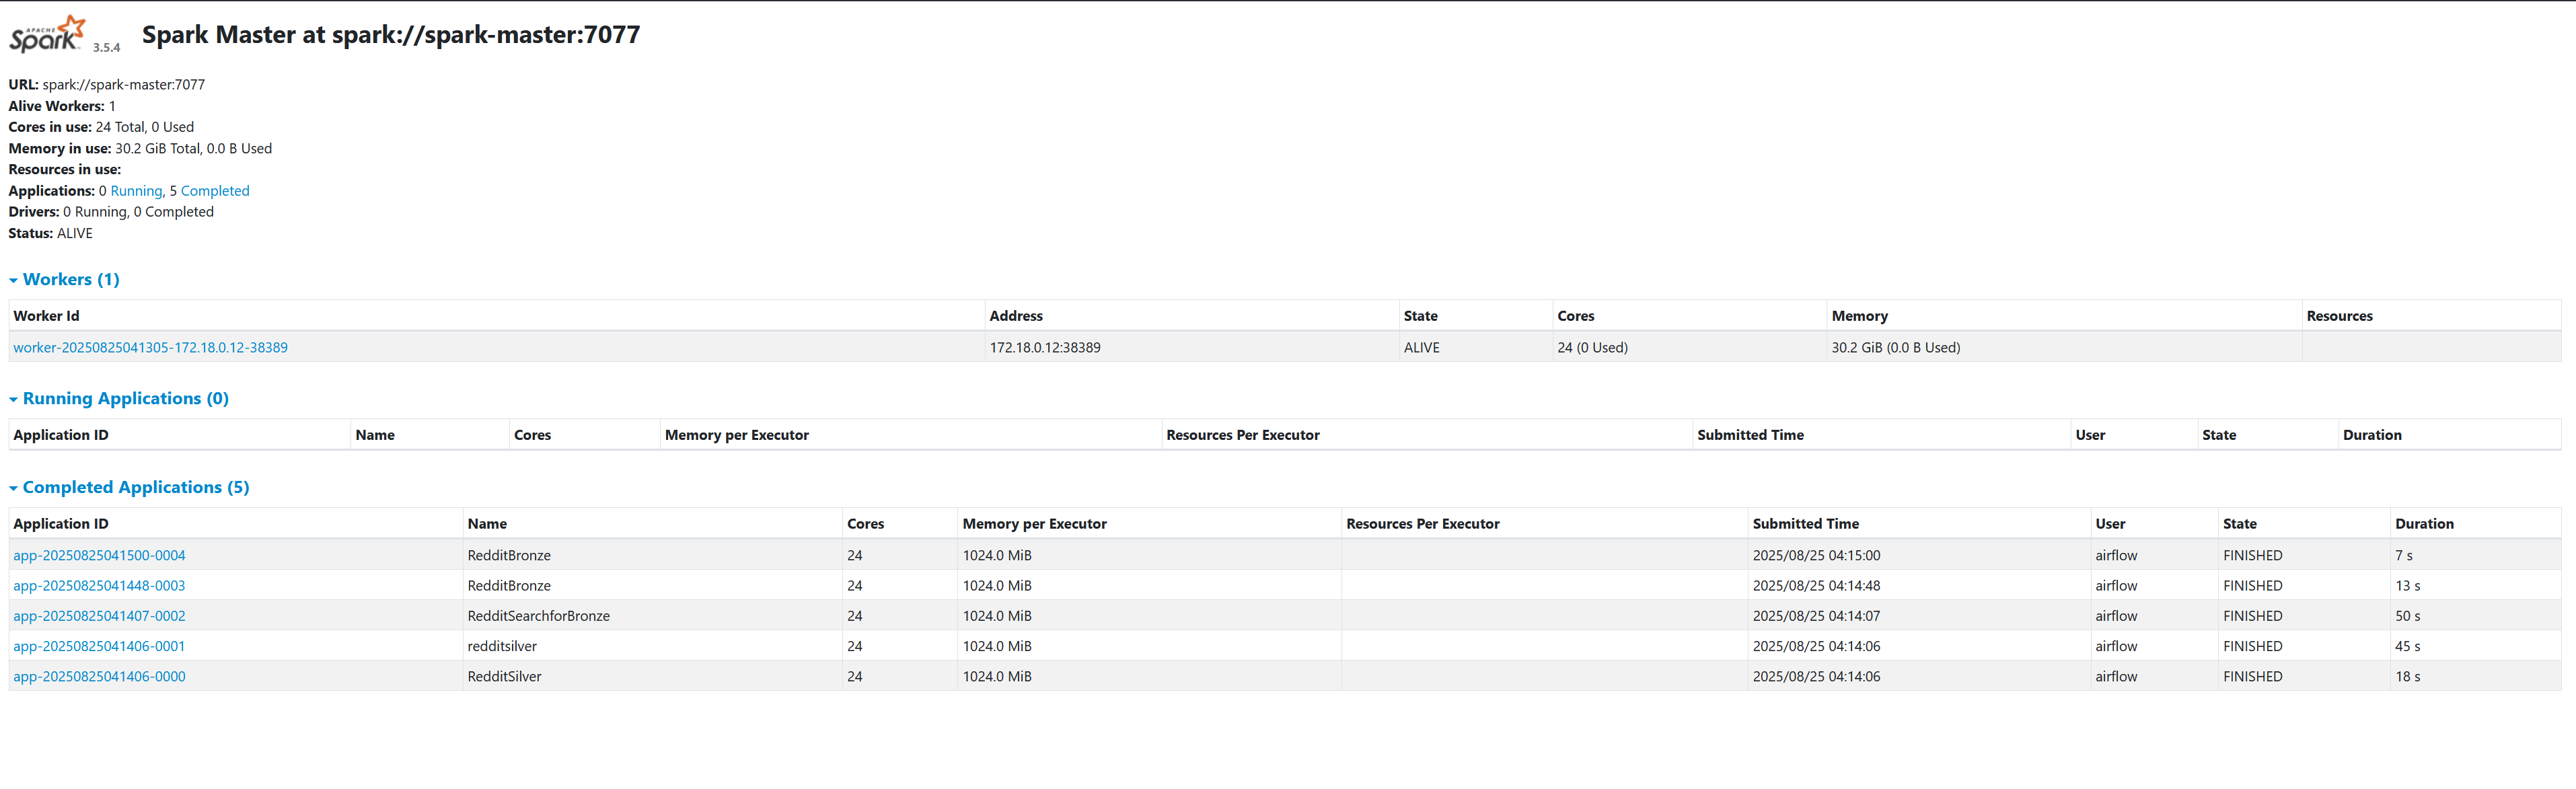 APACHE
Spark 3.5.4 Spark Master at spark://spark-master:7077
URL: spark://spark-master:7077
Alive Workers: 1
Cores in use: 24 Total, 0 Used
Memory in use: 30.2 GiB Total, 0.0 B Used
Resources in use:
Applications: 0 Running, 5 Completed
Drivers: 0 Running, 0 Completed
Status: ALIVE
Workers (1)
Worker Id Address State Cores Memory Resources
worker-20250825041305-172.18.0.12-38389 172.18.0.12:38389 ALIVE 24 (0 Used) 30.2 GiB (0.0 B Used)
Running Applications (0)
Application ID Name Cores Memory per Executor Resources Per Executor Submitted Time User State Duration
Completed Applications (5)
Application ID Name Cores Memory per Executor Resources Per Executor Submitted Time User State Duration
app-20250825041500-0004 RedditBronze 24 1024.0 MiB 2025/08/25 04:15:00 airflow FINISHED 7 s
app-20250825041448-0003 RedditBronze 24 1024.0 MiB 2025/08/25 04:14:48 airflow FINISHED 13 s
app-20250825041407-0002 RedditSearchforBronze 24 1024.0 MiB 2025/08/25 04:14:07 airflow FINISHED 50 s
app-20250825041406-0001 redditsilver 24 1024.0 MiB 2025/08/25 04:14:06 airflow FINISHED 45 s
app-20250825041406-0000 RedditSilver 24 1024.0 MiB 2025/08/25 04:14:06 airflow FINISHED 18 s